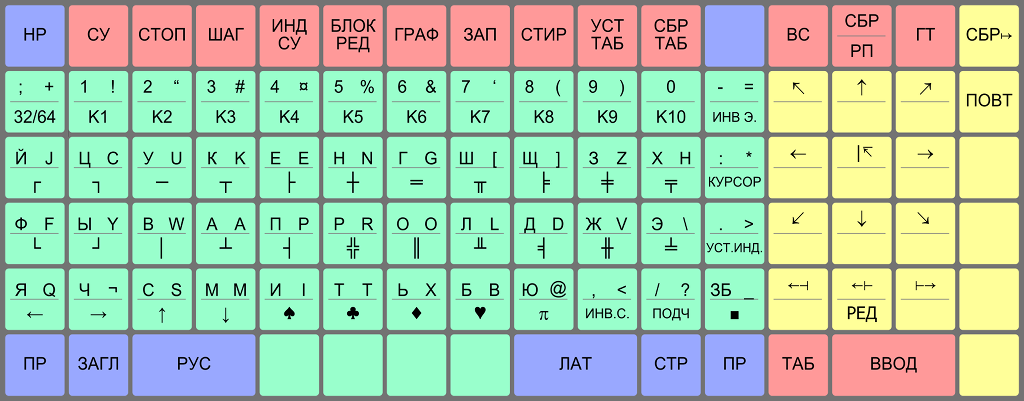 НР СУ СТОП ШАГ ИНД СУ БЛОК РЕД ГРАФ ЗАП СТИР УСТ ТАБ СБР ТАБ ВС СБР РП ГТ СБР↦
; + 1 ! 2 “ 3 # 4 ¤ 5 % 6 & 7 ‘ 8 ( 9 ) 0 - = ↖ ↑ ↗ ПОВТ
32/64 К1 К2 К3 К4 К5 К6 К7 К8 К9 К10 ИНВ Э.
Й J Ц C У U К K Е E Н N Г G Ш [ Щ ] З Z Х H : * ← |↖ →
┌ ┐ ─ ┬ ├ ┼ ═ ╥ ╞ ╪ ╤ КУРСОР
Ф F Ы Y В W А A П P Р R О O Л L Д D Ж V Э \ . > ↙ ↓ ↘
└ ┘ │ ┴ ┤ ╬ ║ ╨ ╡ ╫ ╧ УСТ.ИНД.
Я Q Ч ¬ С S М M И I Т T Ь X Б B Ю @ , < / ? ЗБ _ ←⊣ ←⊢ ⊢→
← → ↑ ↓ ♠ ♣ ♦ ♥ π ИНВ.С. ПОДЧ ■ РЕД
ПР ЗАГЛ РУС ЛАТ СТР ПР ТАБ ВВОД